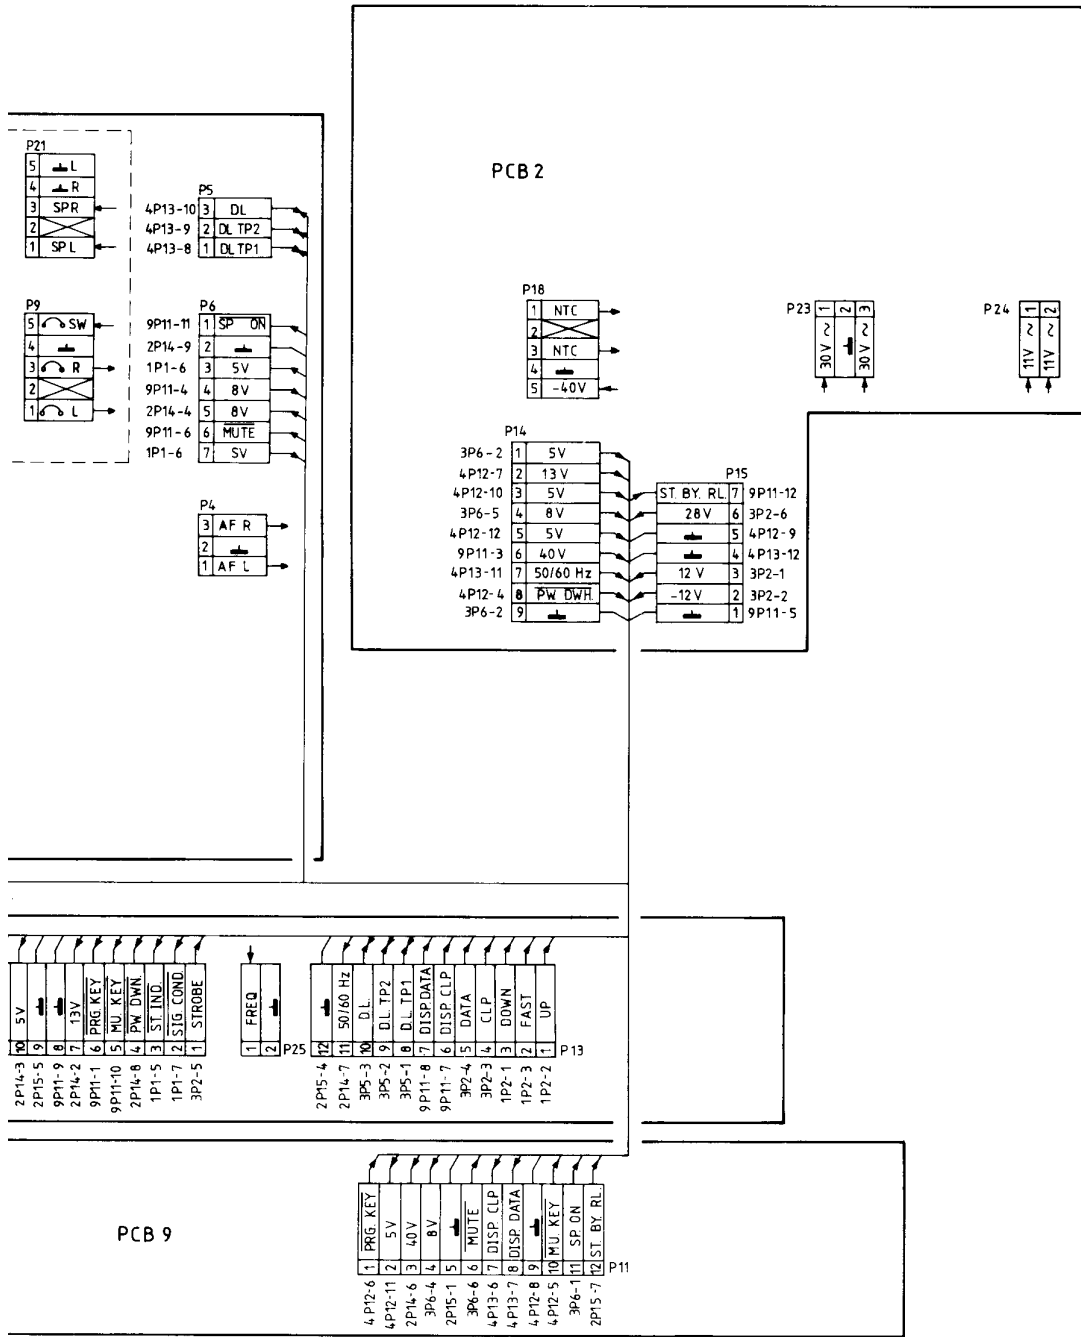 PCB 2
P21
5 L
4 R
3 SPR
2
1 SPL
P5
4P13-10 3 DL
4P13-9 2 DL TP2
4P13-8 1 DL TP1
P9
5 SW
4
3 R
2
1 L
P6
9P11-11 1 SP ON
2P14-9 2
1P1-6 3 5V
9P11-4 4 8V
2P14-4 5 8V
9P11-6 6 MUTE
1P1-6 7 5V
P4
3 AF R
2
1 AF L
P18
1 NTC
2
3 NTC
4
5 -40V
P23
30V ~ 1
2
30V ~ 3
P24
11V ~ 1
11V ~ 2
P14
3P6-2 1 5V
4P12-7 2 13V
4P12-10 3 5V
3P6-5 4 8V
4P12-12 5 5V
9P11-3 6 40V
4P13-11 7 50/60 Hz
4P12-4 8 PW. DWH.
3P6-2 9
P15
ST. BY. RL. 7 9P11-12
28V 6 3P2-6
5 4P12-9
4 4P13-12
12 V 3 3P2-1
-12V 2 3P2-2
1 9P11-5
2P14-3 10 5V
2P15-5 9
9P11-9 8
2P14-2 7 13V
9P11-1 6 PRG. KEY
9P11-10 5 MU. KEY
2P14-8 4 PW. DWN.
1P1-5 3 ST. IND.
1P1-7 2 SIG. COND.
3P2-5 1 STROBE
P25
1 FREQ
2
P13
2P15-4 12
2P14-7 11 50/60 Hz
3P5-3 10 D.L.
3P5-2 9 D.L. TP2
3P5-1 8 D.L. TP1
9P11-8 7 DISP.DATA
9P11-7 6 DISP. CLP
3P2-4 5 DATA
3P2-3 4 CLP
1P2-1 3 DOWN
1P2-3 2 FAST
1P2-2 1 UP
PCB 9
P11
4P12-6 1 PRG. KEY
4P12-11 2 5V
2P14-6 3 40V
3P6-4 4 8V
2P15-1 5
3P6-6 6 MUTE
4P13-6 7 DISP. CLP
4P13-7 8 DISP. DATA
4P12-8 9
4P12-5 10 MU. KEY
3P6-1 11 SP. ON
2P15-7 12 ST. BY. RL.